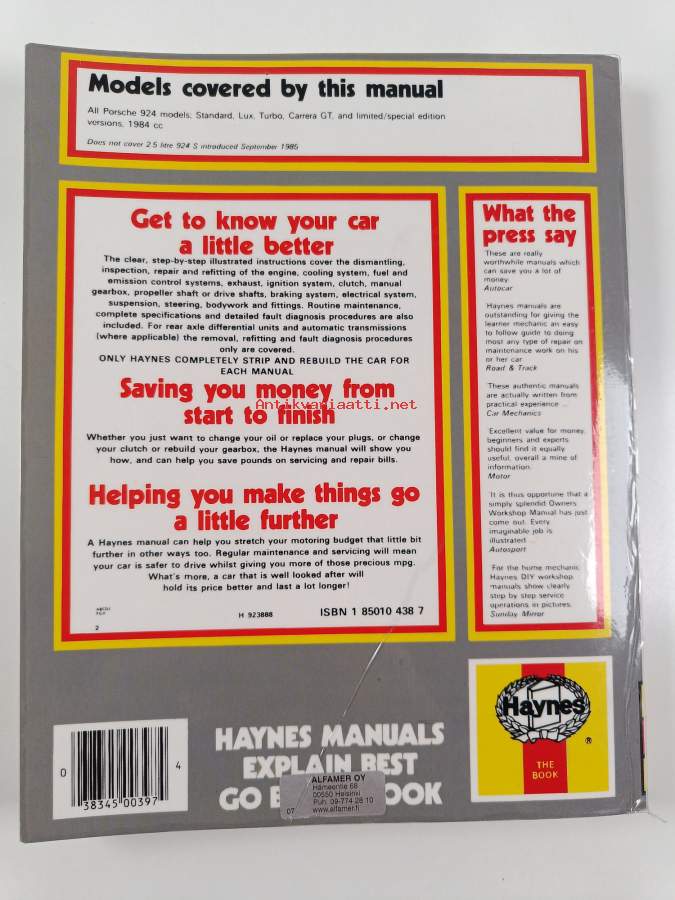 Models covered by this manual
All Porsche 924 models; Standard, Lux, Turbo, Carrera GT, and limited/special edition
versions, 1984 cc
Does not cover 2.5 litre 924 S introduced September 1985
Get to know your car
a little better
The clear, step-by-step illustrated instructions cover the dismantling,
inspection, repair and refitting of the engine, cooling system, fuel and
emission control systems, exhaust, ignition system, clutch, manual
gearbox, propeller shaft or drive shafts, braking system, electrical system,
suspension, steering, bodywork and fittings. Routine maintenance,
complete specifications and detailed fault diagnosis procedures are also
included. For rear axle differential units and automatic transmissions
(where applicable) the removal, refitting and fault diagnosis procedures
only are covered.
ONLY HAYNES COMPLETELY STRIP AND REBUILD THE CAR FOR
EACH MANUAL
Saving you money from
start to finish
Antikvariaatti.net
Whether you just want to change your oil or replace your plugs, or change
your clutch or rebuild your gearbox, the Haynes manual will show you
how, and can help you save pounds on servicing and repair bills.
Helping you make things go
a little further
A Haynes manual can help you stretch your motoring budget that little bit
further in other ways too. Regular maintenance and servicing will mean
your car is safer to drive whilst giving you more of those precious mpg.
What's more, a car that is well looked after will
hold its price better and last a lot longer!
H 923888
ISBN 1 85010 438 7
2
What the
press say
'These are really
worthwhile manuals which
can save you a lot of
money.'
Autocar
'Haynes manuals are
outstanding for giving the
learner mechanic an easy
to follow guide to doing
most any type of repair on
maintenance work on his
or her car.'
Road & Track
'These authentic manuals
are actually written from
practical experience ...'
Car Mechanics
'Excellent value for money,
beginners and experts
should find it equally
useful, overall a mine of
information.'
Motor
'It is thus opportune that a
simply splendid Owners
Workshop Manual has just
come out. Every
imaginable job is
illustrated ...'
Autosport
'For the home mechanic
Haynes DIY workshop
manuals show clearly
step by step service
operations in pictures.'
Sunday Mirror
Haynes
®
THE
BOOK
0
38345 00397
4
HAYNES MANUALS
EXPLAIN BEST
GO B OOK
ALFAMER OY
Hämeentie 68
00550 Helsinki
Puh. 09-774 28 10
www.alfamer.fi
07